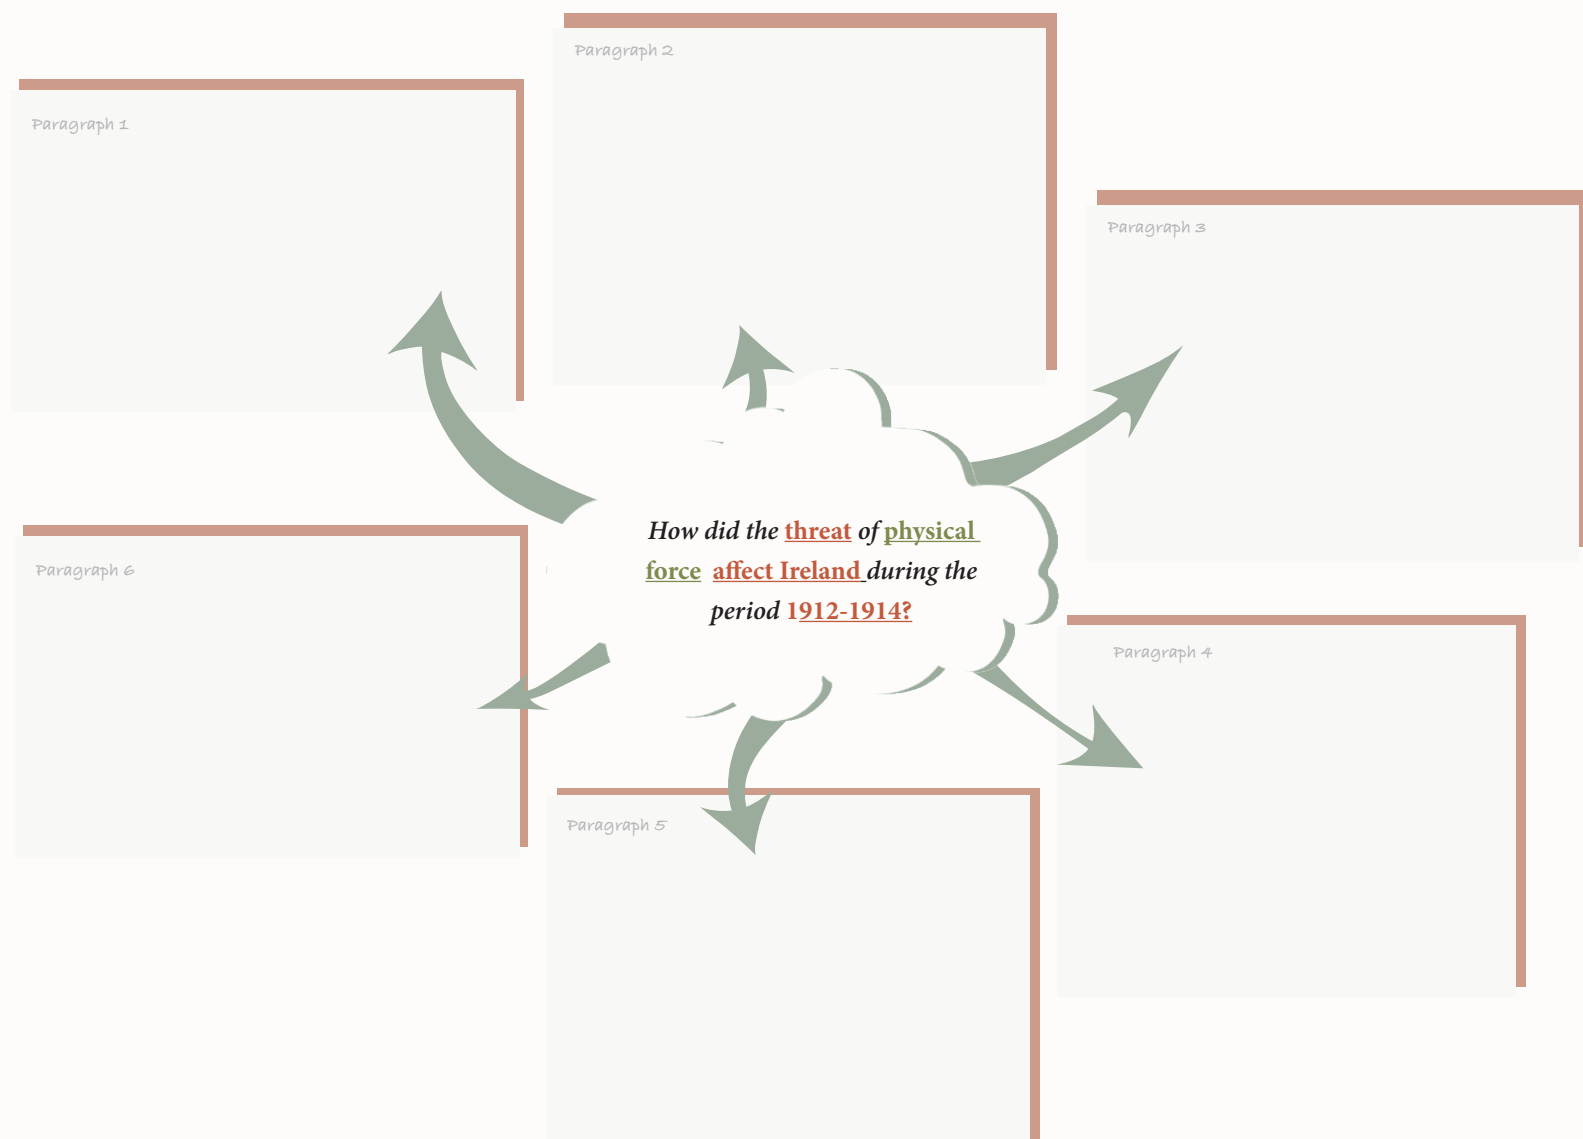 Paragraph 1
Paragraph 2
Paragraph 3
How did the threat of physical
force affect Ireland during the
period 1912-1914?
Paragraph 6
Paragraph 4
Paragraph 5